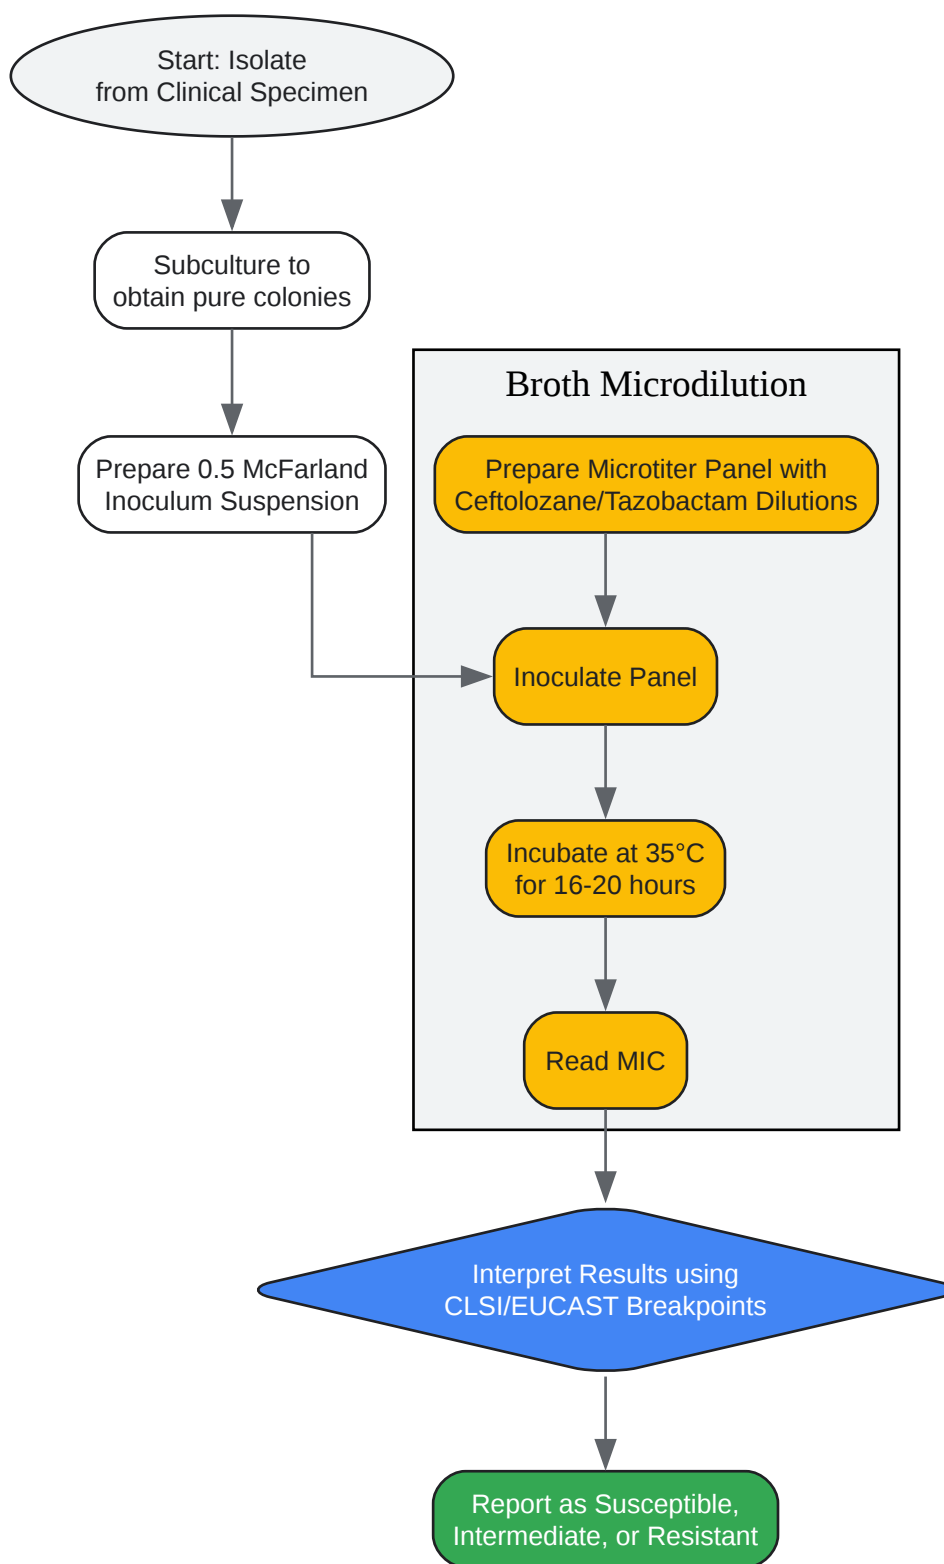 Start: Isolate
from Clinical Specimen
Subculture to
obtain pure colonies
Broth Microdilution
Prepare 0.5 McFarland
Inoculum Suspension
Prepare Microtiter Panel with
Ceftolozane/Tazobactam Dilutions
Inoculate Panel
Incubate at 35°C
for 16-20 hours
Read MIC
Interpret Results using
CLSI/EUCAST Breakpoints
Report as Susceptible,
Intermediate, or Resistant